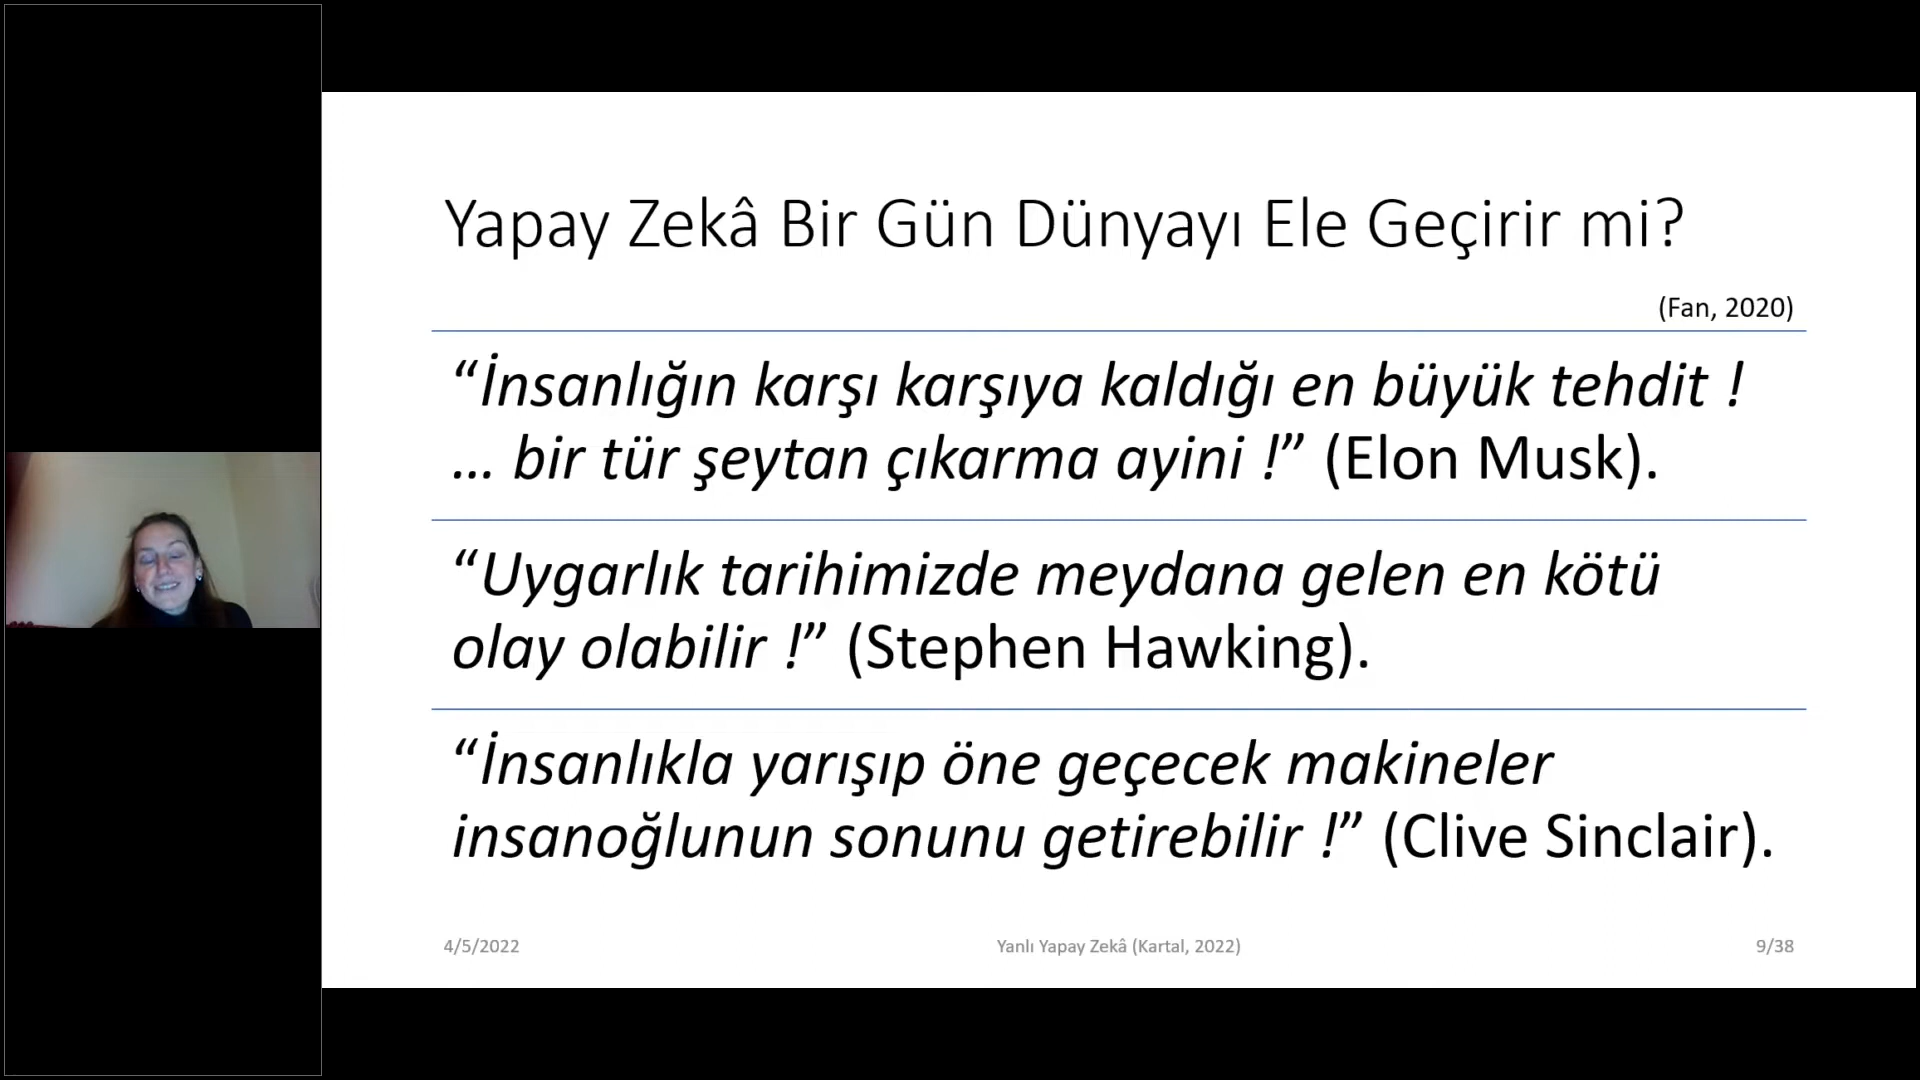 Yapay Zekâ Bir Gün Dünyayı Ele Geçirir mi?
(Fan, 2020)
“İnsanlığın karşı karşıya kaldığı en büyük tehdit !
… bir tür şeytan çıkarma ayini !” (Elon Musk).
“Uygarlık tarihimizde meydana gelen en kötü
olay olabilir !” (Stephen Hawking).
“İnsanlıkla yarışıp öne geçecek makineler
insanoğlunun sonunu getirebilir !” (Clive Sinclair).
4/5/2022
Yanlı Yapay Zekâ (Kartal, 2022)
9/38